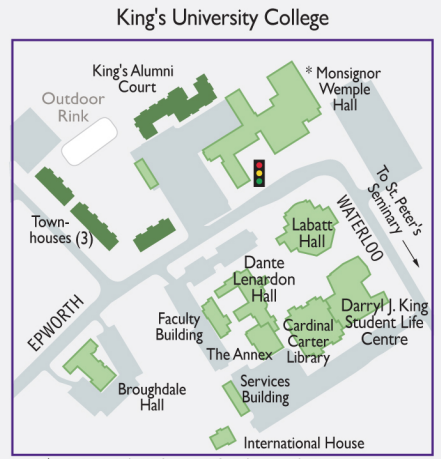 King's University College
King's Alumni
Court
* Monsignor
Wemple
Hall
Outdoor
Rink
To St. Peter's
Seminary
Town-
houses (3)
WATERLOO
Labatt
Hall
Dante
Lenardon
Hall
EPWORTH
Faculty
Building
The Annex
Cardinal
Carter
Library
Darryl J. King
Student Life
Centre
Broughdale
Hall
Services
Building
International House